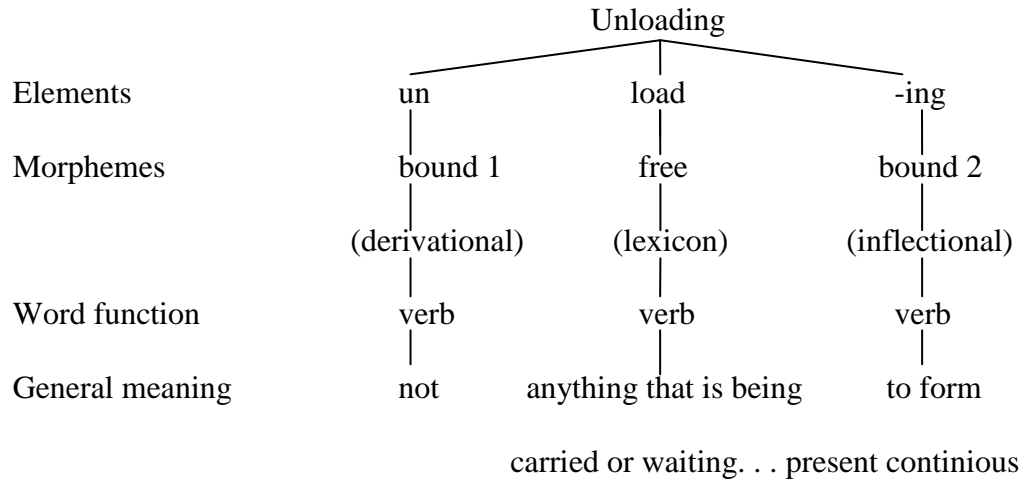 Unloading
Elements un load -ing
Morphemes bound 1 free bound 2
(derivational) (lexicon) (inflectional)
Word function verb verb verb
General meaning not anything that is being to form
carried or waiting. . . present continious